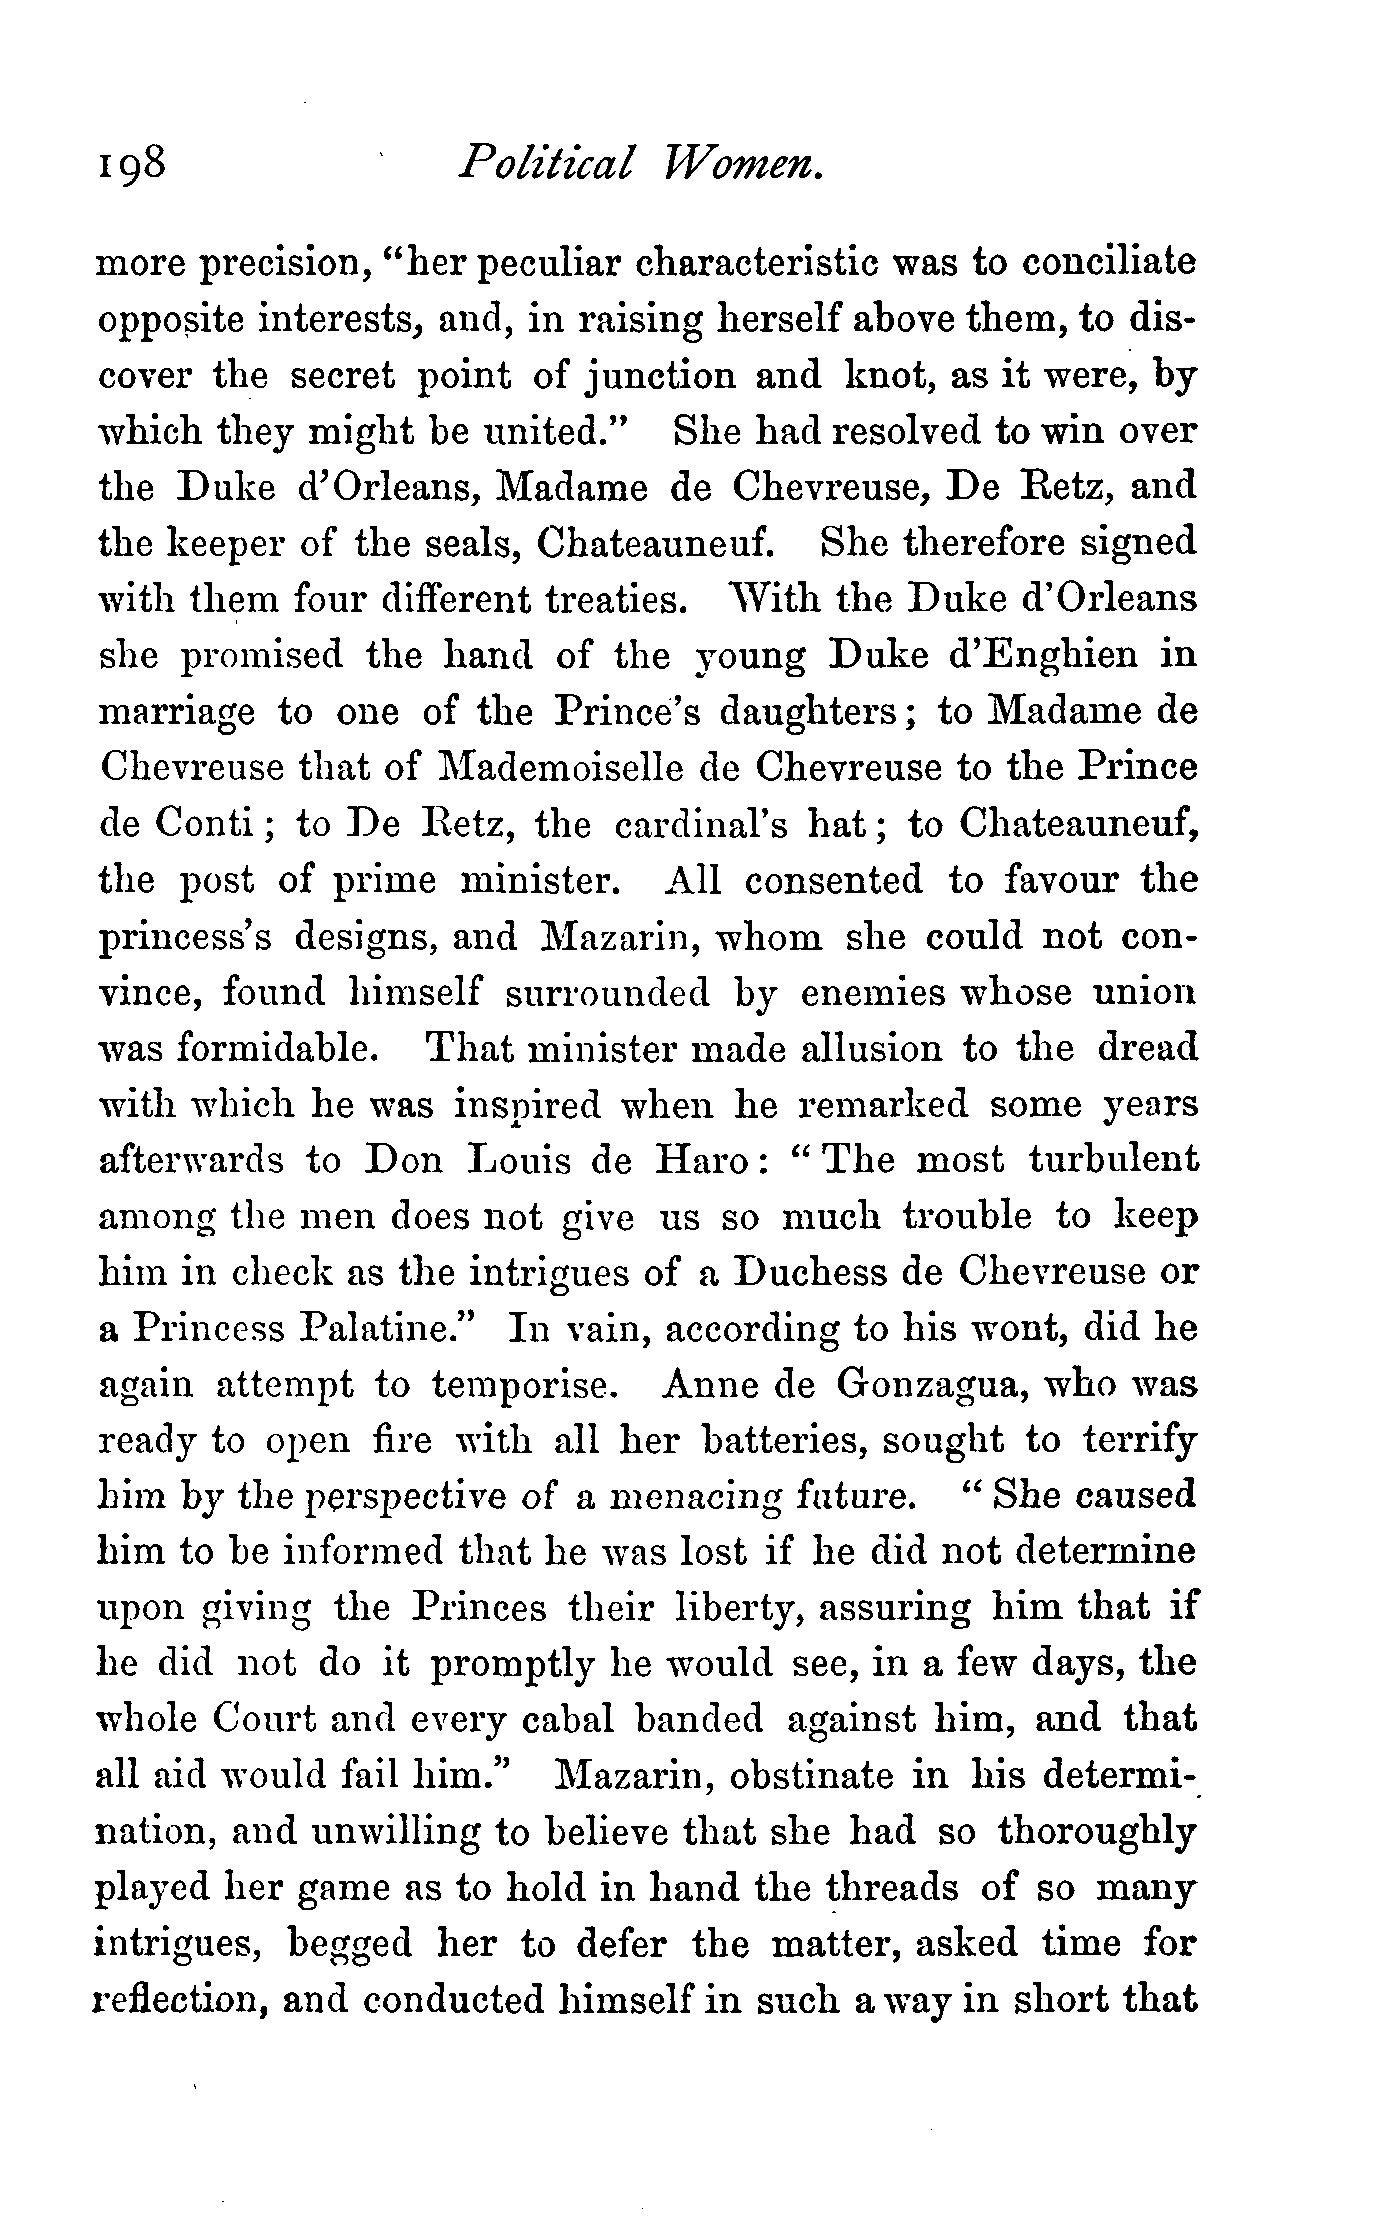 198 Political Women.
more precision, “her peculiar characteristic was to conciliate
opposite interests, and, in raising herself above them, to dis-
cover the secret point of junction and knot, as it were, by
which they might be united.” She had resolved to win over
the Duke d’Orleans, Madame de Chevreuse, De Retz, and
the keeper of the seals, Chateauneuf. She therefore signed
with them four different treaties. With the Duke d’Orleans
she promised the hand of the young Duke d’Enghien in
marriage to one of the Prince’s daughters; to Madame de
Chevreuse that of Mademoiselle de Chevreuse to the Prince
de Conti; to De Retz, the cardinal’s hat; to Chateauneuf,
the post of prime minister. All consented to favour the
princess’s designs, and Mazarin, whom she could not con-
vince, found himself surrounded by enemies whose union
was formidable. That minister made allusion to the dread
with which he was inspired when he remarked some years
afterwards to Don Louis de Haro: “The most turbulent
among the men does not give us so much trouble to keep
him in check as the intrigues of a Duchess de Chevreuse or
a Princess Palatine.” In vain, according to his wont, did he
again attempt to temporise. Anne de Gonzagua, who was
ready to open fire with all her batteries, sought to terrify
him by the perspective of a menacing future. “She caused
him to be informed that he was lost if he did not determine
upon giving the Princes their liberty, assuring him that if
he did not do it promptly he would see, in a few days, the
whole Court and every cabal banded against him, and that
all aid would fail him.” Mazarin, obstinate in his determi-
nation, and unwilling to believe that she had so thoroughly
played her game as to hold in hand the threads of so many
intrigues, begged her to defer the matter, asked time for
reflection, and conducted himself in such a way in short that